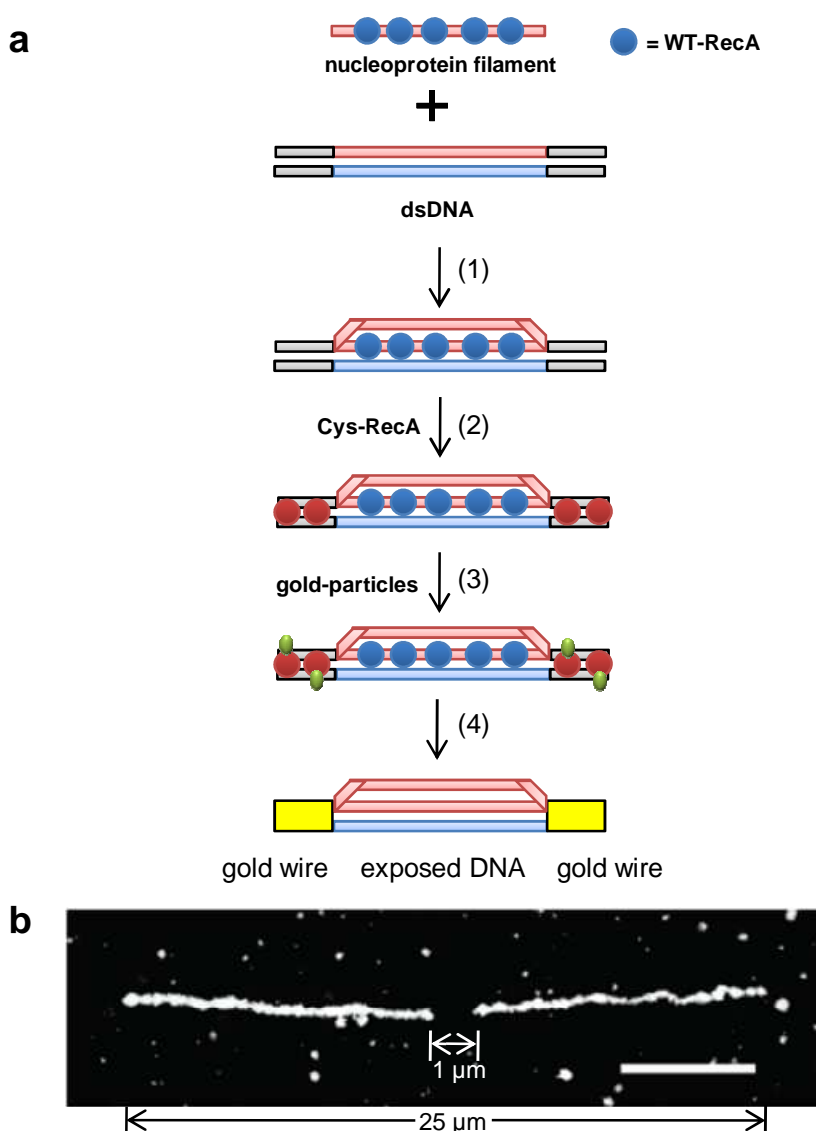 a
= WT-RecA
nucleoprotein filament
+
dsDNA
(1)
Cys-RecA (2)
gold-particles (3)
(4)
gold wire exposed DNA gold wire
b
1 μm
25 μm